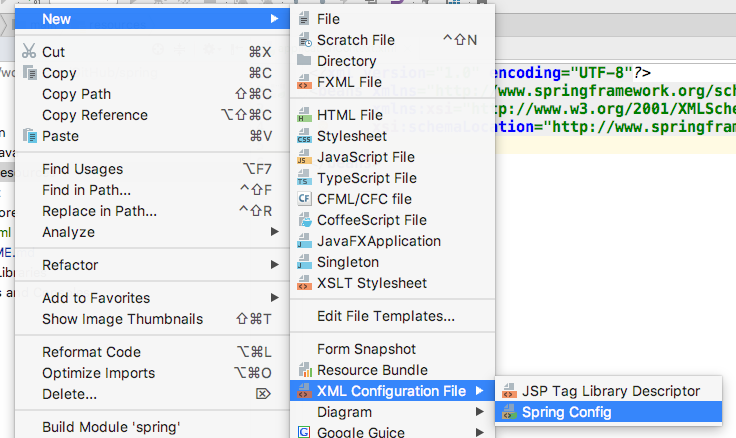 New
Cut ⌘X
Copy ⌘C
Copy Path ⇧⌘C
Copy Reference ⌥⇧⌘C
Paste ⌘V
Find Usages ⌥F7
Find in Path... ^⇧F
Replace in Path... ^⇧R
Analyze
Refactor
Add to Favorites
Show Image Thumbnails ⇧⌘T
Reformat Code ⌥⌘L
Optimize Imports ⌥⌘O
Delete... ⌦
Build Module 'spring'
File
Scratch File ^⇧N
Directory
FXML File
HTML File
Stylesheet
JavaScript File
TypeScript File
CFML/CFC file
CoffeeScript File
JavaFXApplication
Singleton
XSLT Stylesheet
Edit File Templates...
Form Snapshot
Resource Bundle
XML Configuration File
Diagram
Google Guice
JSP Tag Library Descriptor
Spring Config
encoding="UTF-8"?>
http://www.springframework.org/sch
http://www.w3.org/2001/XMLSche
"http://www.springfram